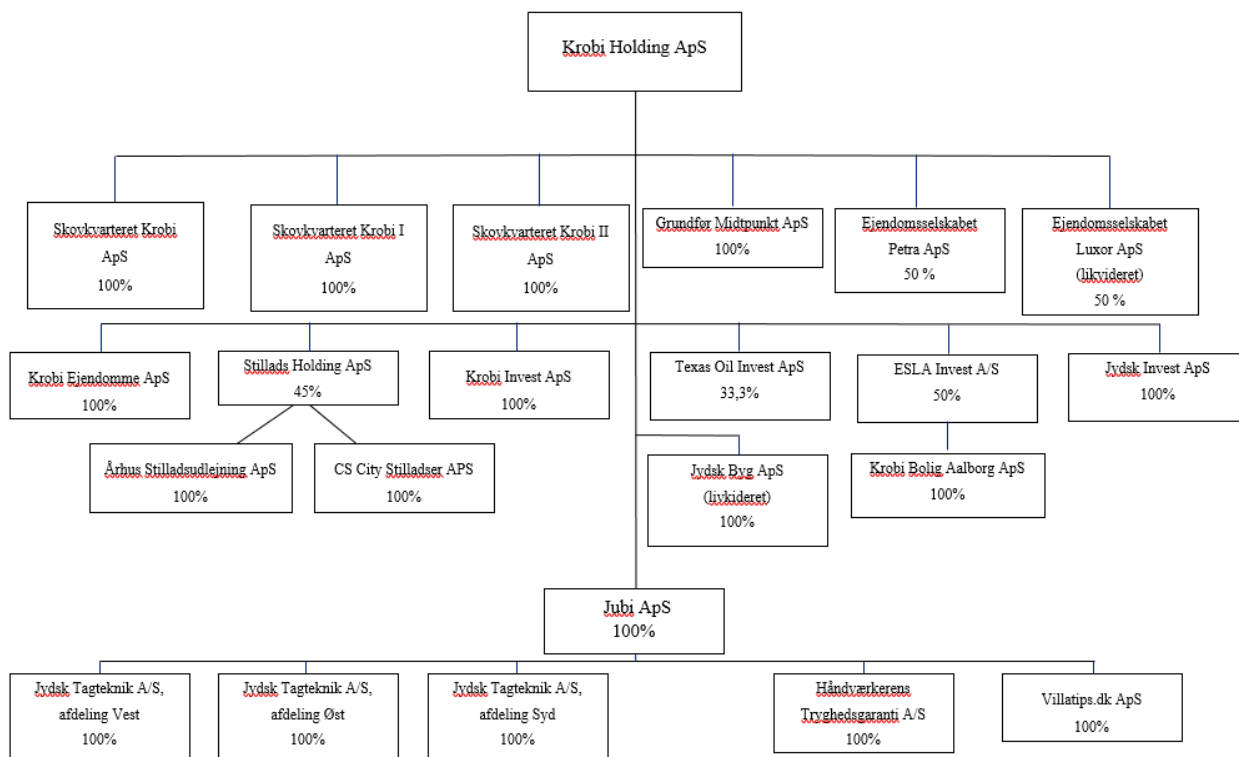 Krobi Holding ApS
Skovkvarteret Krobi
ApS
100%
Skovkvarteret Krobi I
ApS
100%
Skovkvarteret Krobi II
ApS
100%
Grundfør Midtpunkt ApS
100%
Ejendomsselskabet
Petra ApS
50 %
Ejendomsselskabet
Luxor ApS
(likvideret)
50 %
Krobi Ejendomme ApS
100%
Stillads Holding ApS
45%
Krobi Invest ApS
100%
Texas Oil Invest ApS
33,3%
ESLA Invest A/S
50%
Jydsk Invest ApS
100%
Århus Stilladsudlejning ApS
100%
CS City Stilladser APS
100%
Jydsk Byg ApS
(livkideret)
100%
Krobi Bolig Aalborg ApS
100%
Jubi ApS
100%
Jydsk Tagteknik A/S,
afdeling Vest
100%
Jydsk Tagteknik A/S,
afdeling Øst
100%
Jydsk Tagteknik A/S,
afdeling Syd
100%
Håndværkerens
Tryghedsgaranti A/S
100%
Villatips.dk ApS
100%